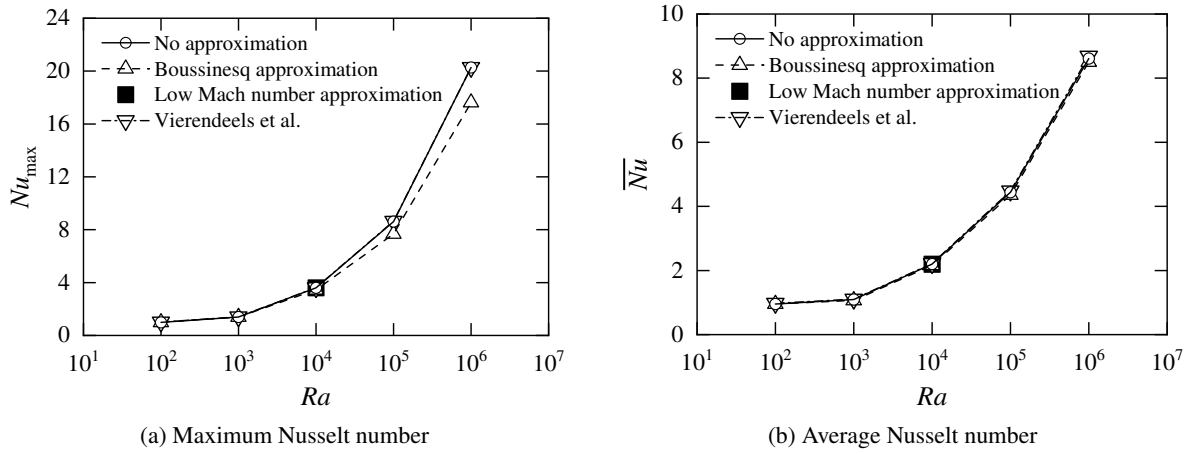 24
20
16
12
8
4
0
Nu_max
No approximation
Boussinesq approximation
Low Mach number approximation
Vierendeels et al.
10^1 10^2 10^3 10^4 10^5 10^6 10^7
Ra
(a) Maximum Nusselt number
10
8
6
4
2
0
\overline{Nu}
No approximation
Boussinesq approximation
Low Mach number approximation
Vierendeels et al.
10^1 10^2 10^3 10^4 10^5 10^6 10^7
Ra
(b) Average Nusselt number